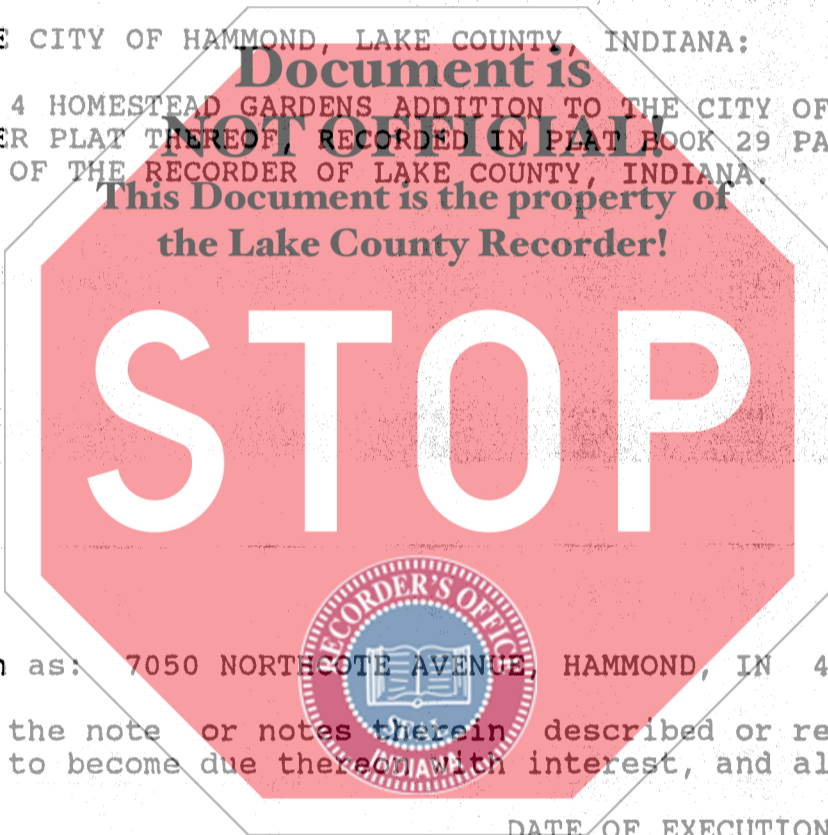 E CITY OF HAMMOND, LAKE COUNTY, INDIANA:
Document is
4 HOMESTEAD GARDENS ADDITION TO THE CITY OF
ER PLAT THEREOF, RECORDED IN PLAT BOOK 29 PA
NOT OFFICIAL!
OF THE RECORDER OF LAKE COUNTY, INDIANA.
This Document is the property of
the Lake County Recorder!
STOP
RECORDER'S OFFICE
n as: 7050 NORTHCOTE AVENUE, HAMMOND, IN 4
the note or notes therein described or re
SEAL
to become due thereon with interest, and al
INDIANA
DATE OF EXECUTION